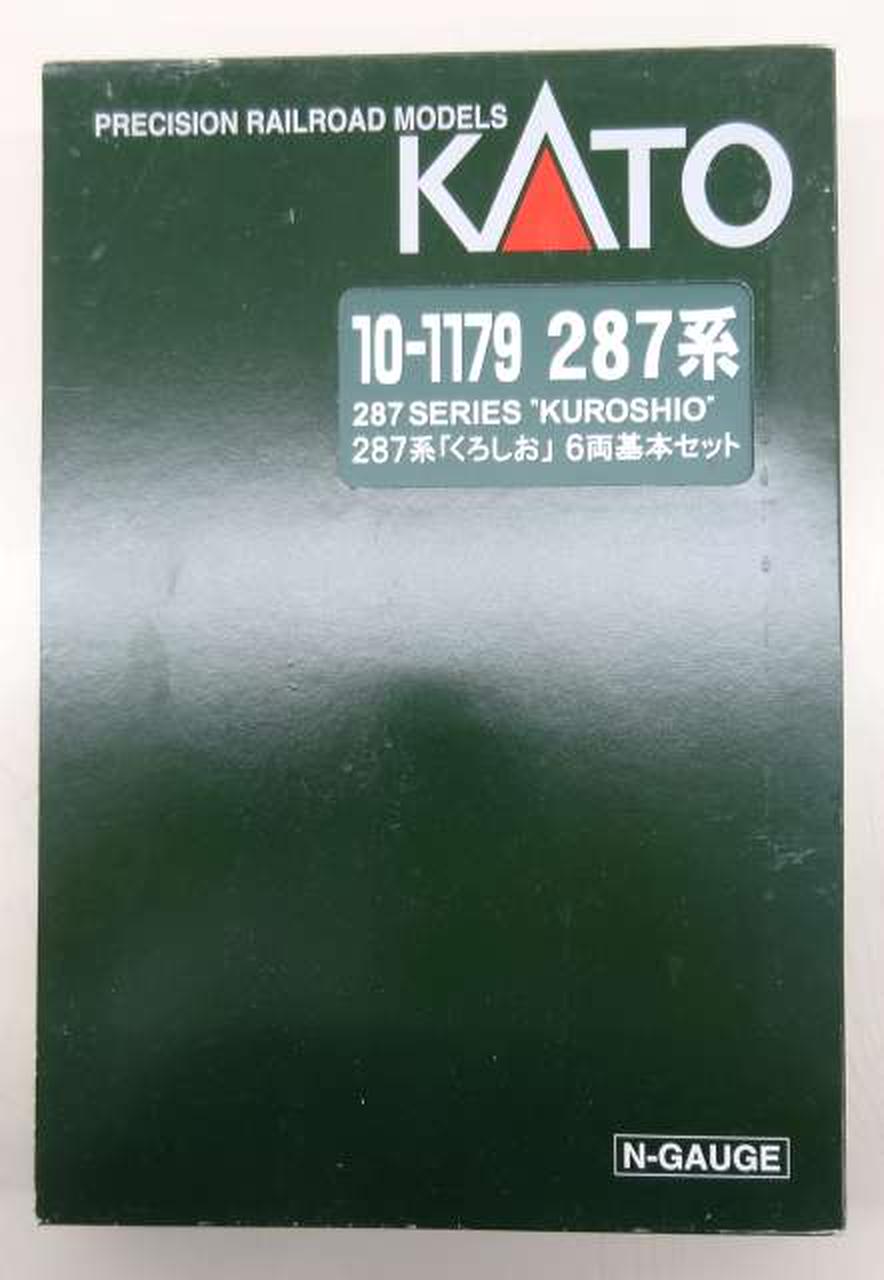 PRECISION RAILROAD MODELS
KATO
10-1179 287系
287 SERIES "KUROSHIO"
287系「くろしお」 6両基本セット
N-GAUGE